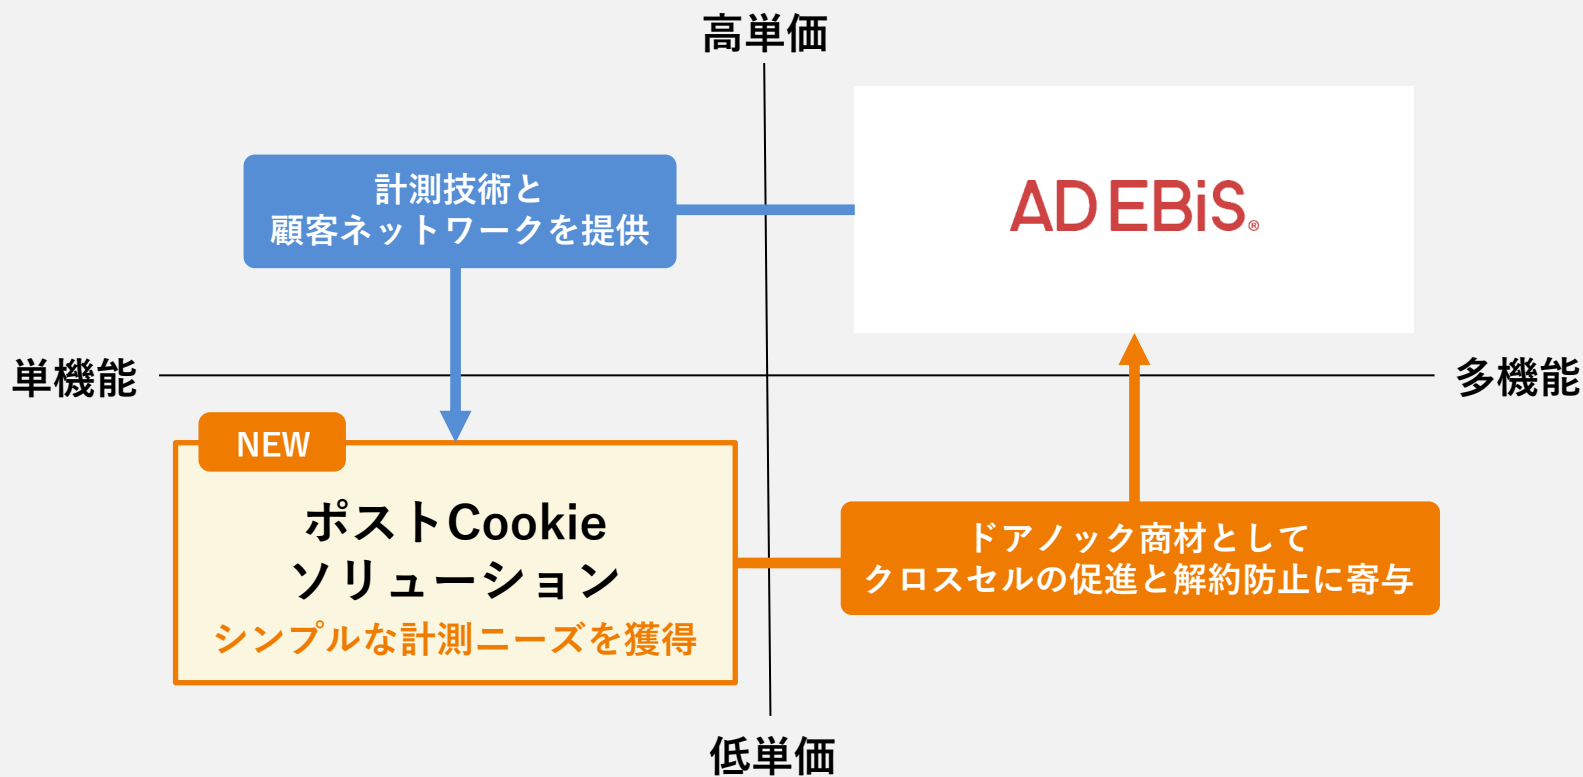 高単価
計測技術と
顧客ネットワークを提供
AD EBiS®
単機能
多機能
NEW
ポストCookie
ソリューション
シンプルな計測ニーズを獲得
ドアノック商材として
クロスセルの促進と解約防止に寄与
低単価